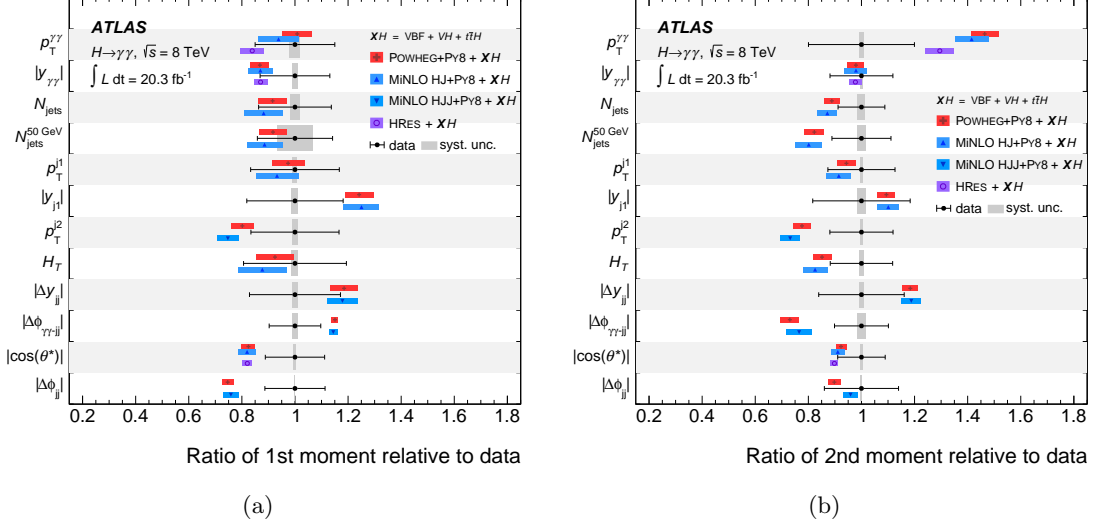 ATLAS
H→γγ, √s = 8 TeV
∫ L dt = 20.3 fb⁻¹
XH = VBF + VH + tt̄H
POWHEG+PY8 + XH
MiNLO HJ+PY8 + XH
MiNLO HJJ+PY8 + XH
HRES + XH
data syst. unc.
p_T^γγ
|y_γγ|
N_jets
N_jets^50 GeV
p_T^j1
|y_j1|
p_T^j2
H_T
|Δy_jj|
|Δϕ_γγ-jj|
|cos(θ*)|
|Δϕ_jj|
0.2 0.4 0.6 0.8 1 1.2 1.4 1.6 1.8
Ratio of 1st moment relative to data
(a)
ATLAS
H→γγ, √s = 8 TeV
∫ L dt = 20.3 fb⁻¹
XH = VBF + VH + tt̄H
POWHEG+PY8 + XH
MiNLO HJ+PY8 + XH
MiNLO HJJ+PY8 + XH
HRES + XH
data syst. unc.
p_T^γγ
|y_γγ|
N_jets
N_jets^50 GeV
p_T^j1
|y_j1|
p_T^j2
H_T
|Δy_jj|
|Δϕ_γγ-jj|
|cos(θ*)|
|Δϕ_jj|
0.2 0.4 0.6 0.8 1 1.2 1.4 1.6 1.8
Ratio of 2nd moment relative to data
(b)